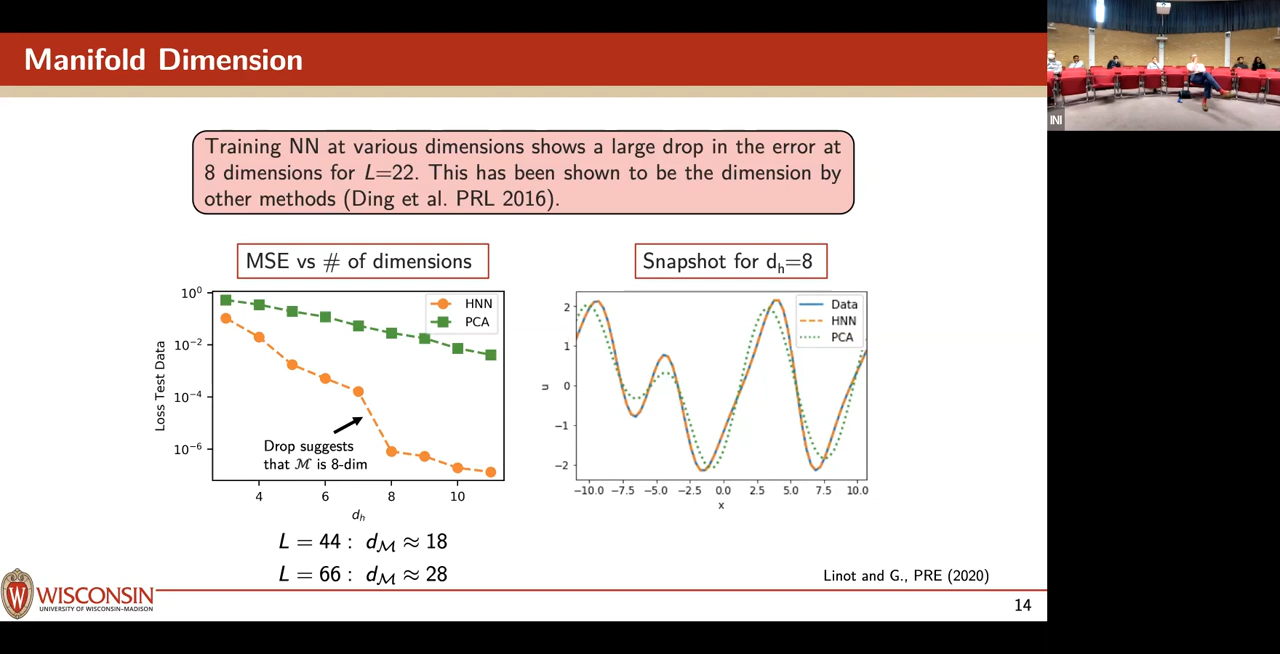 Manifold Dimension
Training NN at various dimensions shows a large drop in the error at
8 dimensions for L=22. This has been shown to be the dimension by
other methods (Ding et al. PRL 2016).
MSE vs # of dimensions
Snapshot for dₕ=8
10⁰
10⁻²
10⁻⁴
10⁻⁶
Loss Test Data
HNN
PCA
Drop suggests
that ℳ is 8-dim
4 6 8 10
dₕ
2
1
0
−1
−2
u
Data
HNN
PCA
−10.0 −7.5 −5.0 −2.5 0.0 2.5 5.0 7.5 10.0
x
L = 44 : d_ℳ ≈ 18
L = 66 : d_ℳ ≈ 28
Linot and G., PRE (2020)
WISCONSIN
UNIVERSITY OF WISCONSIN–MADISON
14
INI